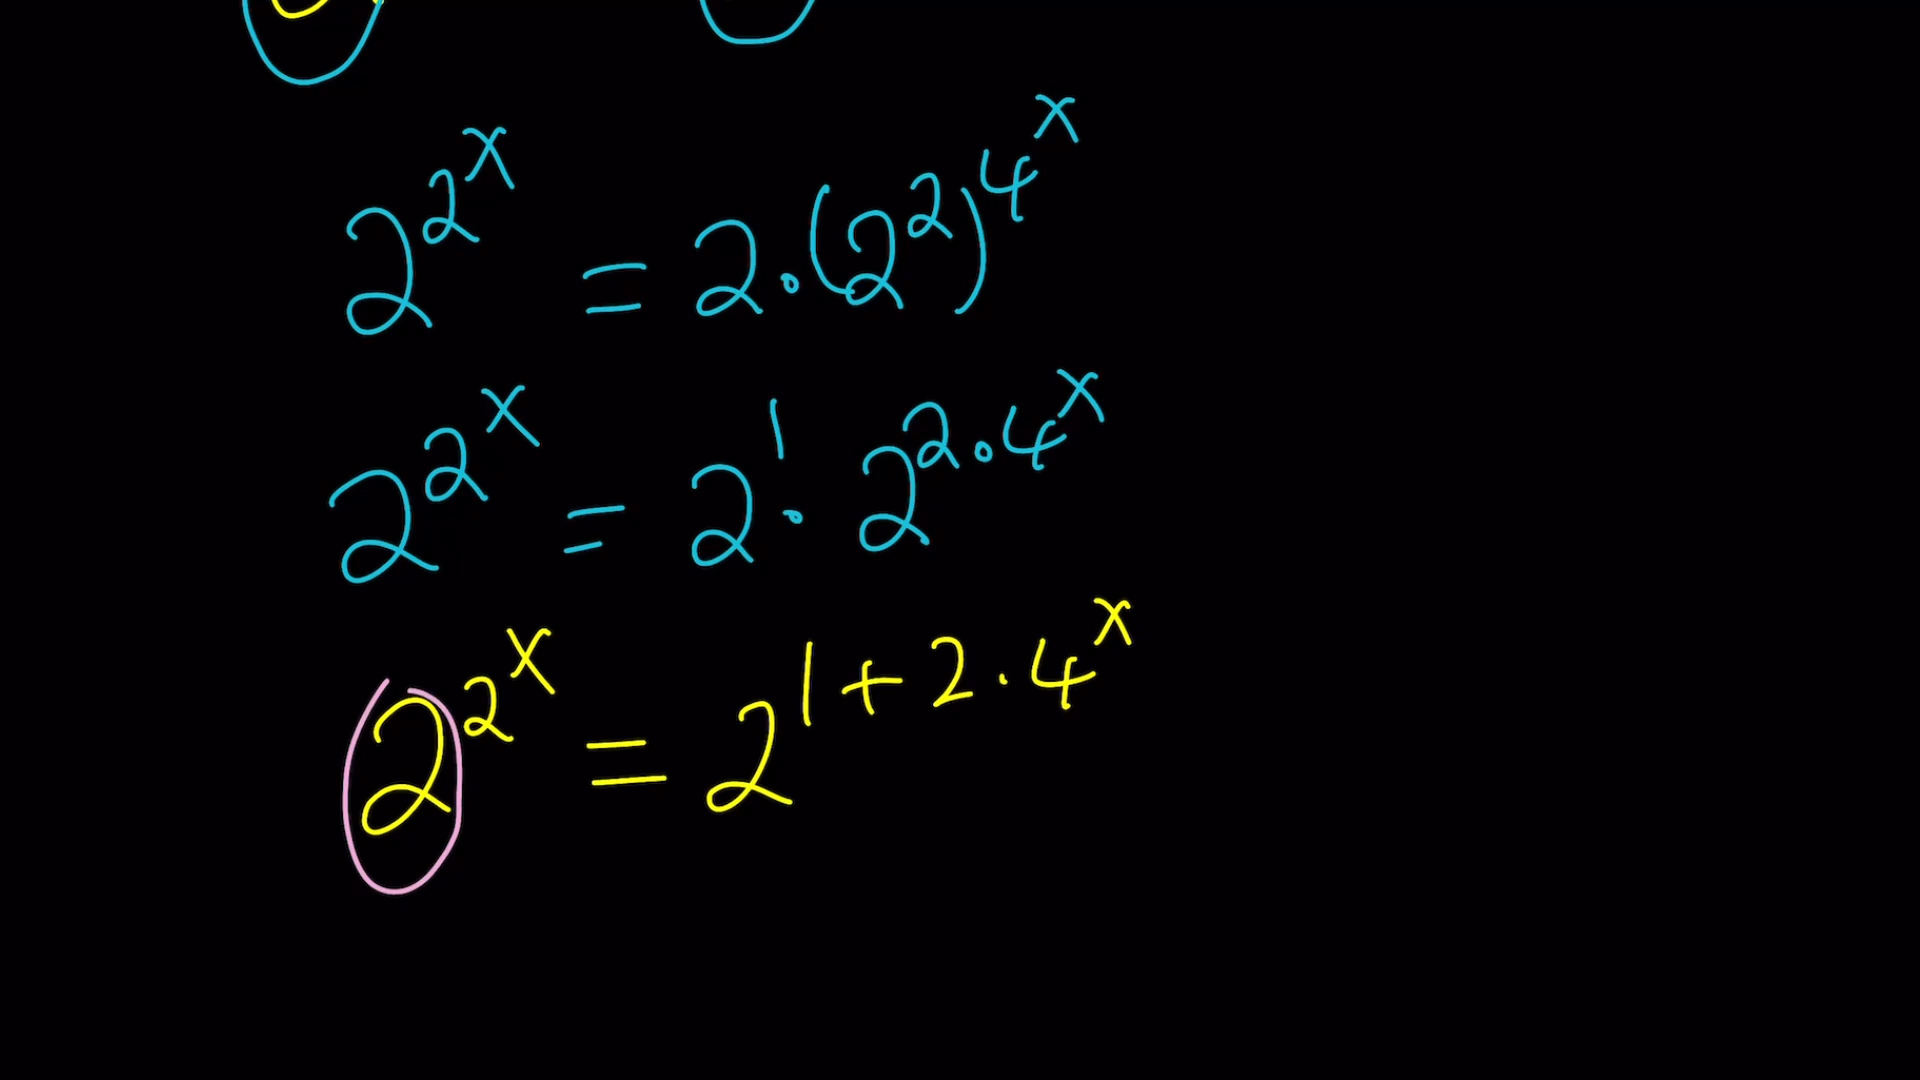 2^{2^x} = 2·(2^2)^{4^x}
2^{2^x} = 2^1 · 2^{2·4^x}
2^{2^x} = 2^{1+2·4^x}